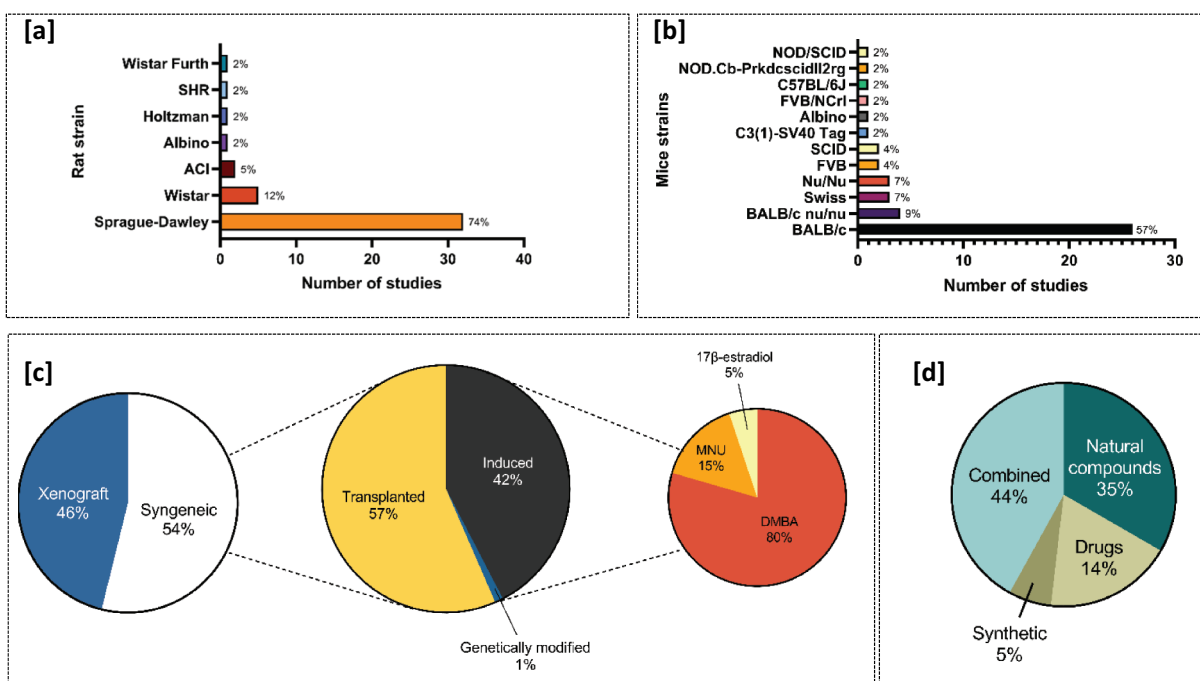 [a]
Rat strain
Wistar Furth 2%
SHR 2%
Holtzman 2%
Albino 2%
ACI 5%
Wistar 12%
Sprague-Dawley 74%
0 10 20 30 40
Number of studies
[b]
Mice strains
NOD/SCID 2%
NOD.Cb-PrkdcscidIl2rg 2%
C57BL/6J 2%
FVB/NCrl 2%
Albino 2%
C3(1)-SV40 Tag 2%
SCID 4%
FVB 4%
Nu/Nu 7%
Swiss 7%
BALB/c nu/nu 9%
BALB/c 57%
0 10 20 30
Number of studies
[c]
Xenograft
46%
Syngeneic
54%
Transplanted
57%
Induced
42%
Genetically modified
1%
17β-estradiol
5%
MNU
15%
DMBA
80%
[d]
Combined
44%
Natural
compounds
35%
Drugs
14%
Synthetic
5%